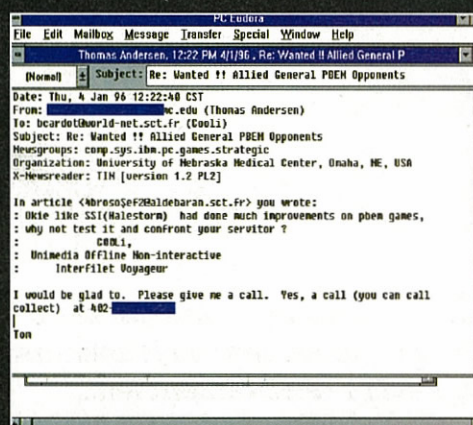 PC Eudora
File Edit Mailbox Message Transfer Special Window Help
Thomas Andersen, 12:22 PM 4/1/96, Re: Wanted !! Allied General P
(Normal) Subject: Re: Wanted !! Allied General PBEM Opponents
Date: Thu, 4 Jan 96 12:22:40 CST
From: mc.edu (Thomas Andersen)
To: bcardot@world-net.sct.fr (Cooli)
Subject: Re: Wanted !! Allied General PBEM Opponents
Newsgroups: comp.sys.ibm.pc.games.strategic
Organization: University of Nebraska Medical Center, Omaha, NE, USA
X-Newsreader: TIN [version 1.2 PL2]
In article <4broso$ef2@aldebaran.sct.fr> you wrote:
: Okie like SSI(Halestorm) had done much improvements on pbem games,
: why not test it and confront your servitor ?
: COOLi,
: Unimedia Offline Non-interactive
: Interfilet Voyageur
I would be glad to. Please give me a call. Yes, a call (you can call
collect) at 402-
Tom